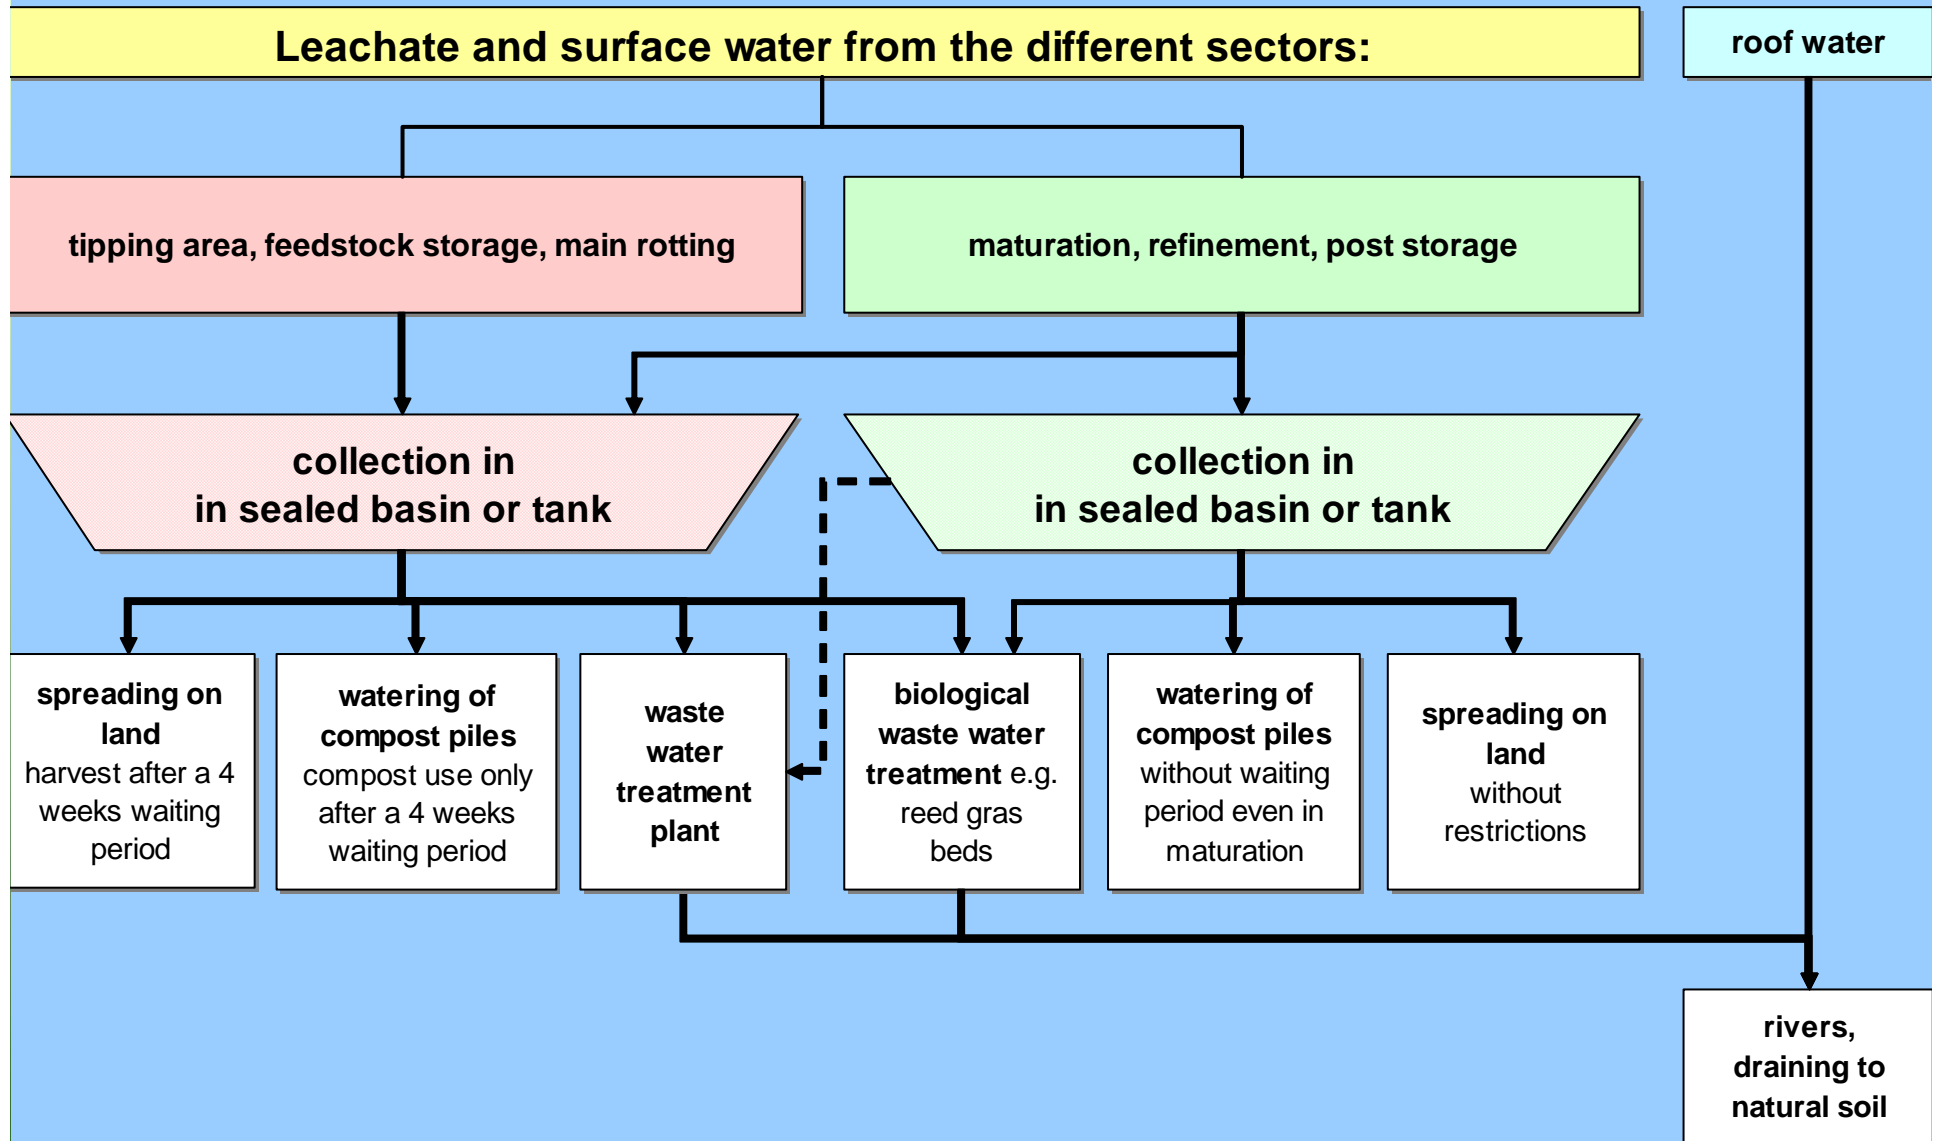 Leachate and surface water from the different sectors:
roof water
tipping area, feedstock storage, main rotting
maturation, refinement, post storage
collection in
in sealed basin or tank
collection in
in sealed basin or tank
spreading on
land
harvest after a 4
weeks waiting
period
watering of
compost piles
compost use only
after a 4 weeks
waiting period
waste
water
treatment
plant
biological
waste water
treatment e.g.
reed gras
beds
watering of
compost piles
without waiting
period even in
maturation
spreading on
land
without
restrictions
rivers,
draining to
natural soil